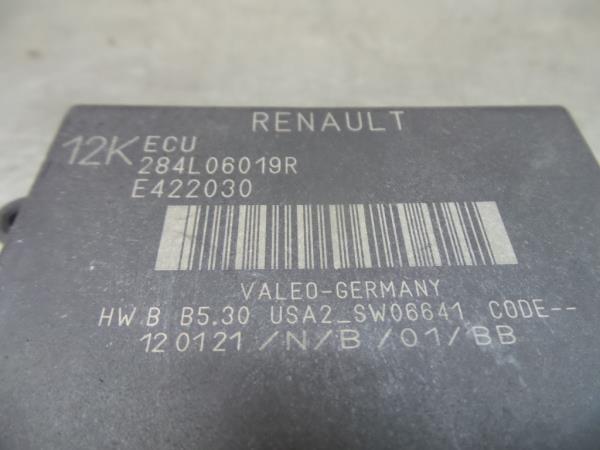 RENAULT
12K ECU
284L06019R
E422030
VALEO-GERMANY
HW B B5.30 USA2_SW06641 CODE--
120121/N/B/01/BB